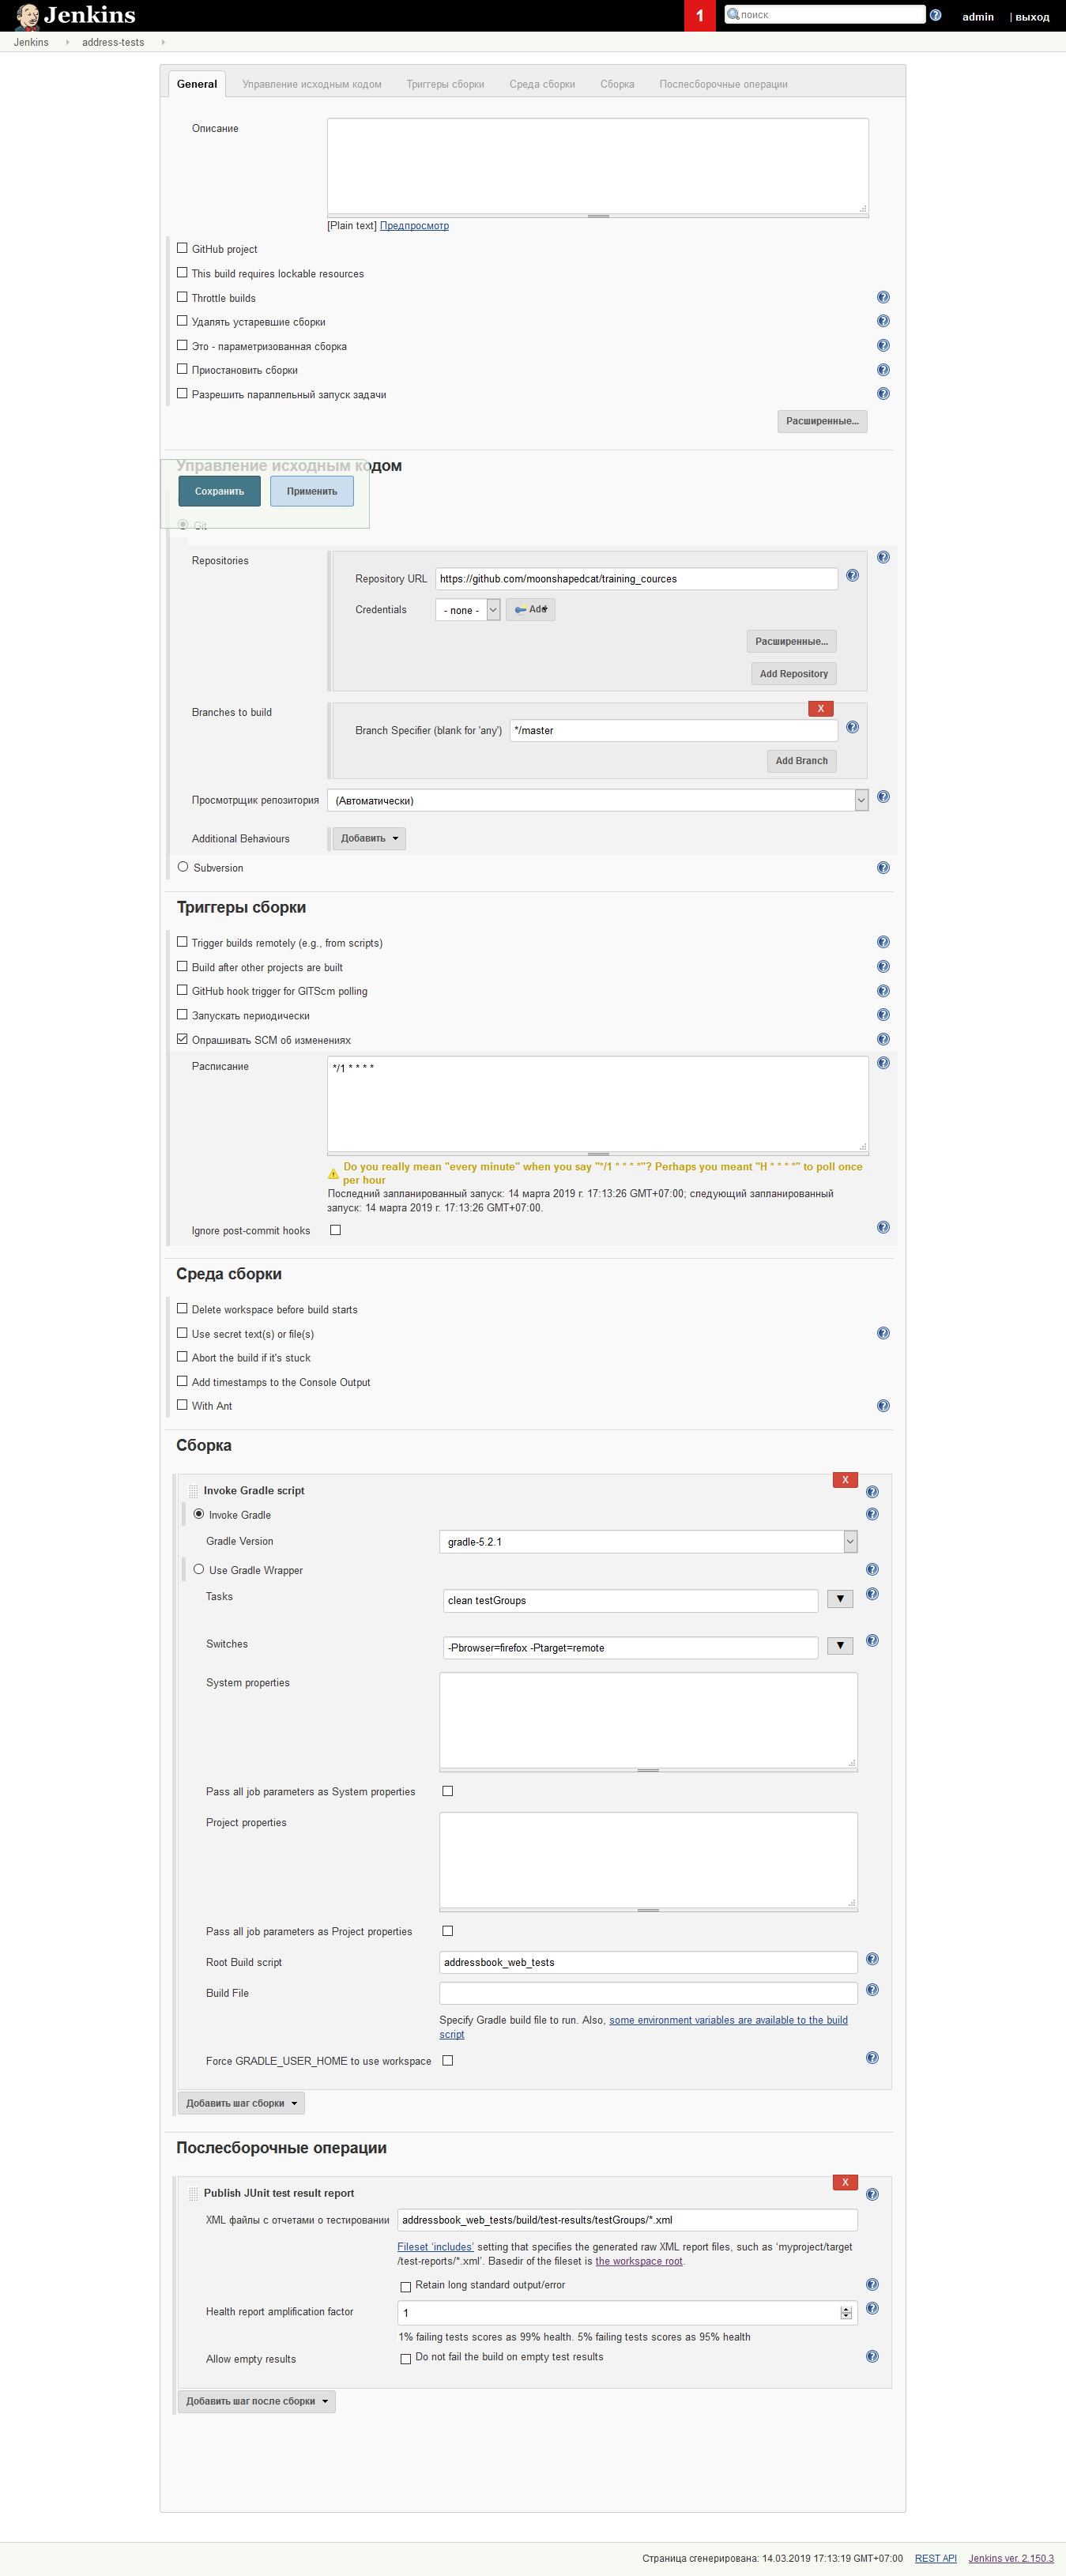 Jenkins
1
поиск
admin
| выход
Jenkins
address-tests
General
Управление исходным кодом
Триггеры сборки
Среда сборки
Сборка
Послесборочные операции
Описание
[Plain text] Предпросмотр
GitHub project
This build requires lockable resources
Throttle builds
Удалять устаревшие сборки
Это - параметризованная сборка
Приостановить сборки
Разрешить параллельный запуск задачи
Расширенные...
Управление исходным кодом
Сохранить
Применить
Git
Repositories
Repository URL
https://github.com/moonshapedcat/training_cources
Credentials
- none -
Add
Расширенные...
Add Repository
Branches to build
X
Branch Specifier (blank for 'any')
*/master
Add Branch
Просмотрщик репозитория
(Автоматически)
Additional Behaviours
Добавить
Subversion
Триггеры сборки
Trigger builds remotely (e.g., from scripts)
Build after other projects are built
GitHub hook trigger for GITScm polling
Запускать периодически
Опрашивать SCM об изменениях
Расписание
*/1 * * * *
Do you really mean "every minute" when you say "*/1 * * * *"? Perhaps you meant "H * * * *" to poll once
per hour
Последний запланированный запуск: 14 марта 2019 г. 17:13:26 GMT+07:00; следующий запланированный
запуск: 14 марта 2019 г. 17:13:26 GMT+07:00.
Ignore post-commit hooks
Среда сборки
Delete workspace before build starts
Use secret text(s) or file(s)
Abort the build if it's stuck
Add timestamps to the Console Output
With Ant
Сборка
X
Invoke Gradle script
Invoke Gradle
Gradle Version
gradle-5.2.1
Use Gradle Wrapper
Tasks
clean testGroups
Switches
-Pbrowser=firefox -Ptarget=remote
System properties
Pass all job parameters as System properties
Project properties
Pass all job parameters as Project properties
Root Build script
addressbook_web_tests
Build File
Specify Gradle build file to run. Also, some environment variables are available to the build
script
Force GRADLE_USER_HOME to use workspace
Добавить шаг сборки
Послесборочные операции
X
Publish JUnit test result report
XML файлы с отчетами о тестировании
addressbook_web_tests/build/test-results/testGroups/*.xml
Fileset 'includes' setting that specifies the generated raw XML report files, such as 'myproject/target
/test-reports/*.xml'. Basedir of the fileset is the workspace root.
Retain long standard output/error
Health report amplification factor
1
1% failing tests scores as 99% health. 5% failing tests scores as 95% health
Allow empty results
Do not fail the build on empty test results
Добавить шаг после сборки
Страница сгенерирована: 14.03.2019 17:13:19 GMT+07:00
REST API
Jenkins ver. 2.150.3